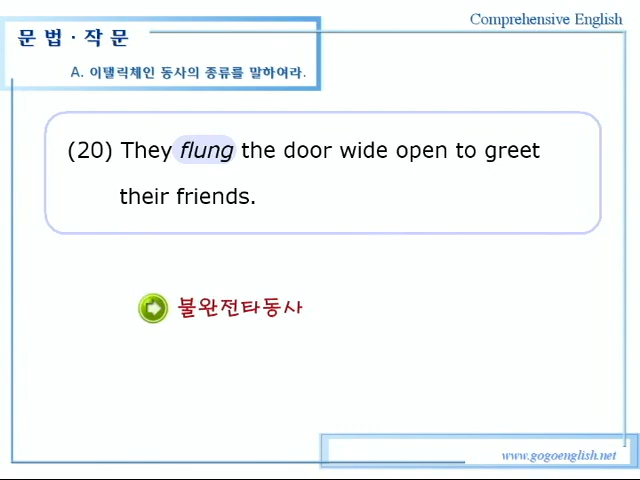 Comprehensive English
문 법 · 작 문
A. 이탤릭체인 동사의 종류를 말하여라.
(20) They flung the door wide open to greet
their friends.
불완전타동사
www.gogoenglish.net